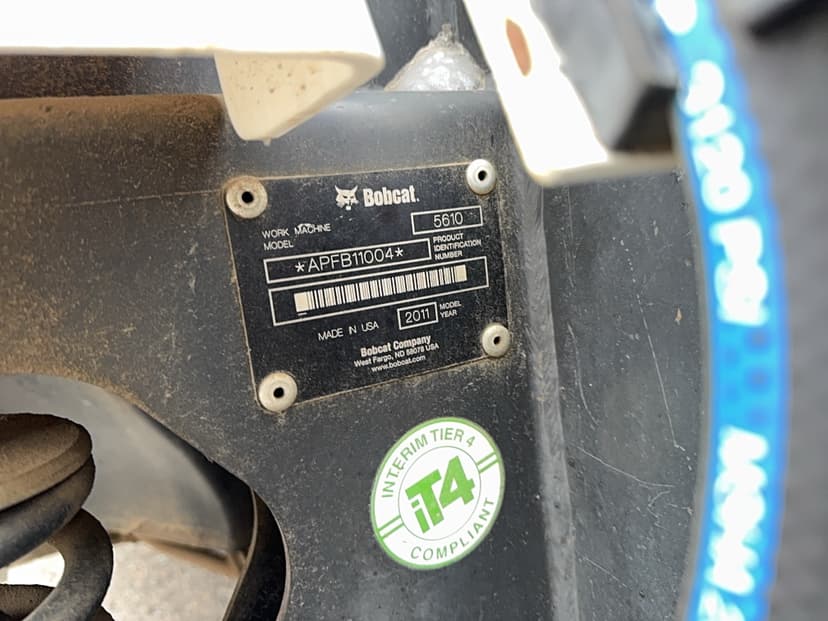 Bobcat.
WORK MACHINE
MODEL
5610
*APFB11004*
PRODUCT
IDENTIFICATION
NUMBER
MADE IN USA
2011
MODEL
YEAR
Bobcat Company
West Fargo, ND 58078 USA
www.bobcat.com
INTERIM TIER 4
iT4
COMPLIANT
PSI